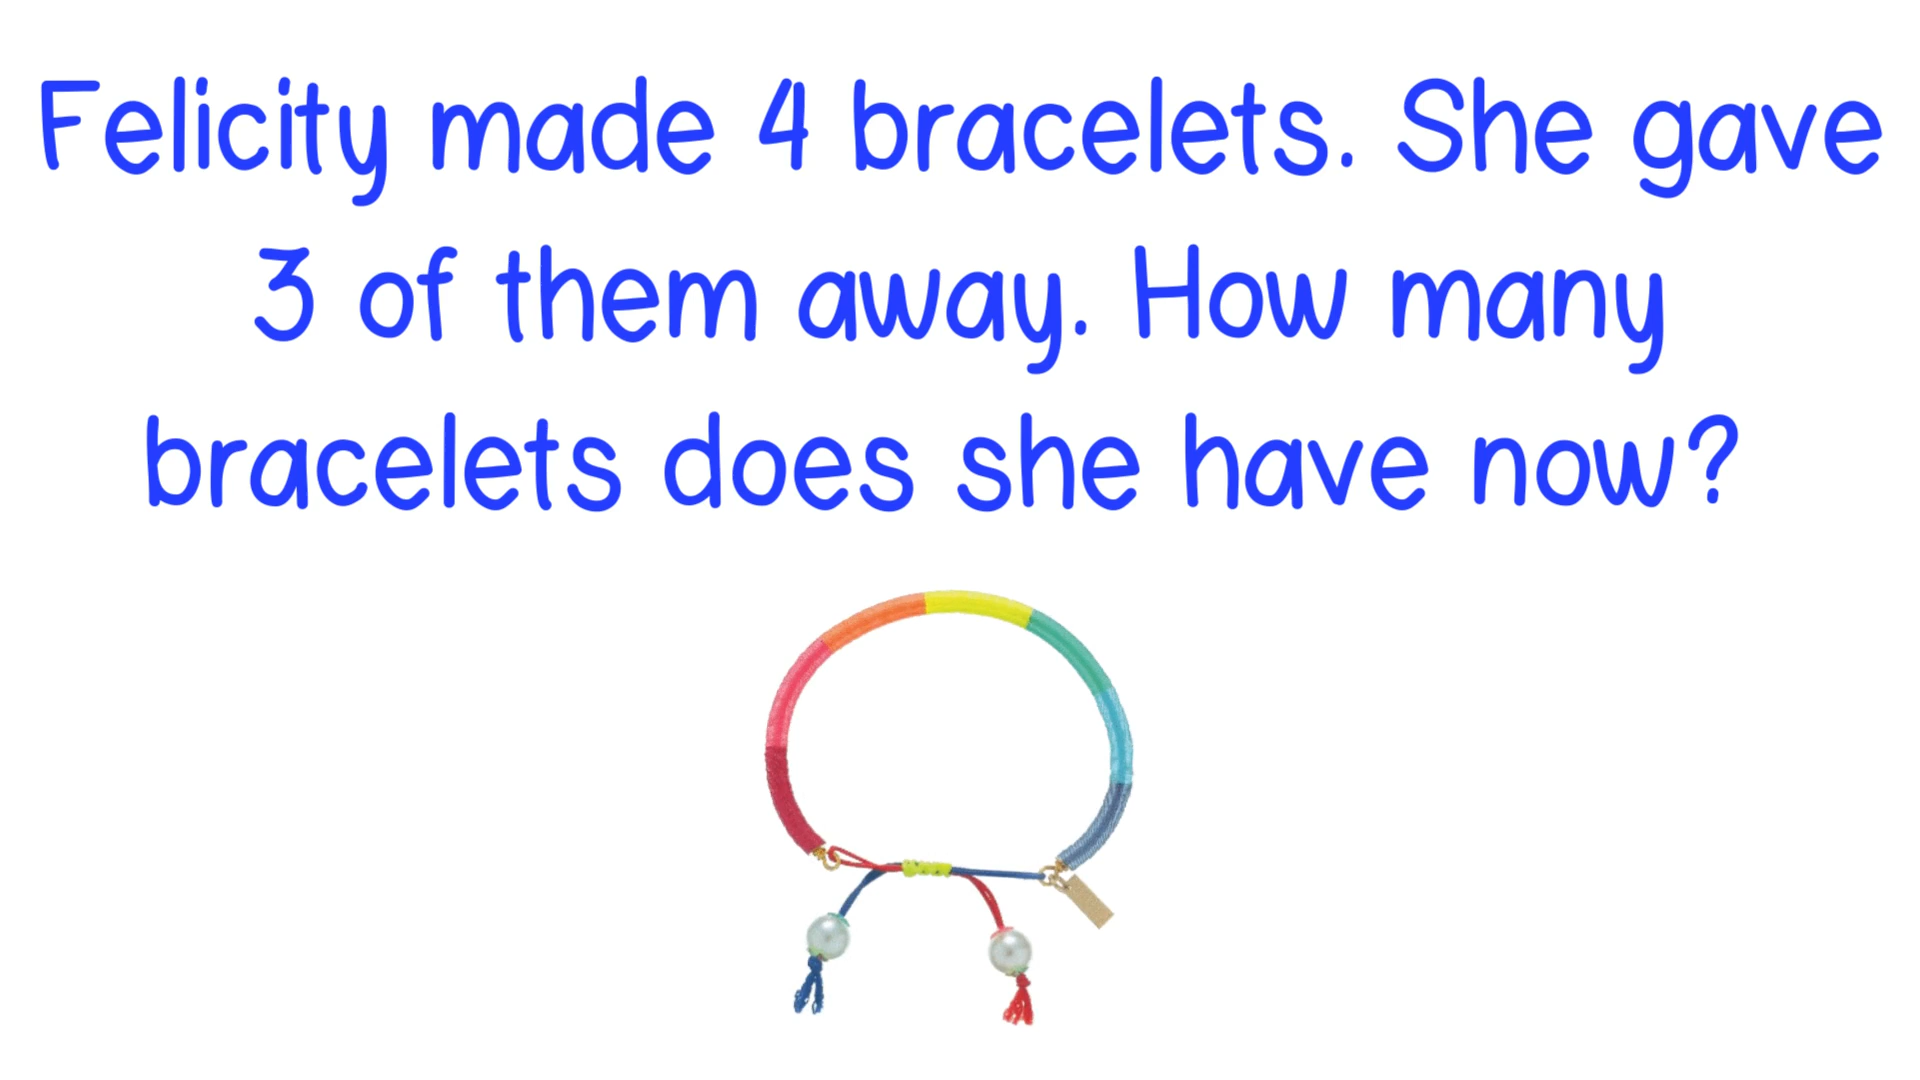 Felicity made 4 bracelets. She gave
3 of them away. How many
bracelets does she have now?